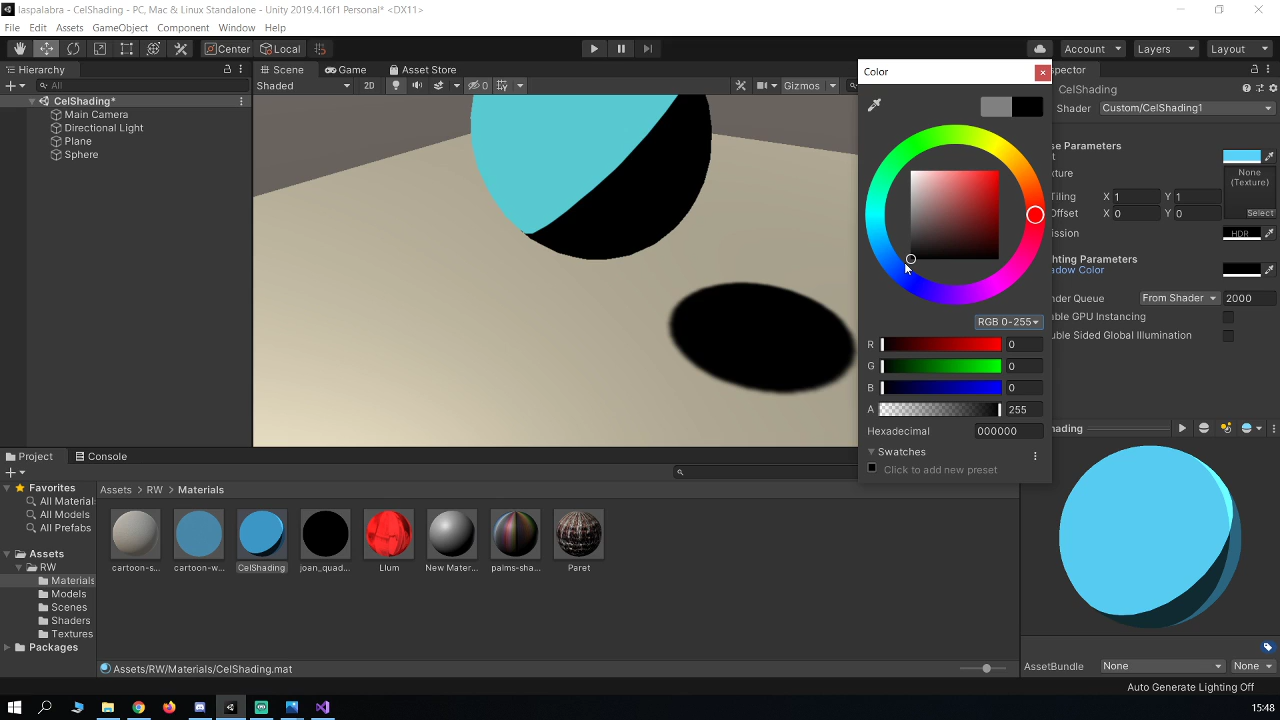 laspalabra - CelShading - PC, Mac & Linux Standalone - Unity 2019.4.16f1 Personal* <DX11>
File Edit Assets GameObject Component Window Help
Center Local Account Layers Layout
Hierarchy Scene Game Asset Store
All Shaded 2D 0 Gizmos
CelShading*
Main Camera
Directional Light
Plane
Sphere
Color
RGB 0-255
R 0
G 0
B 0
A 255
Hexadecimal 000000
Swatches
Click to add new preset
spector
CelShading
Shader Custom/CelShading1
se Parameters
t
xture None (Texture)
Tiling X 1 Y 1
Offset X 0 Y 0 Select
ission HDR
hting Parameters
adow Color
nder Queue From Shader 2000
able GPU Instancing
uble Sided Global Illumination
ading
Project Console
Favorites
All Material
All Models
All Prefabs
Assets
RW
Materials
Models
Scenes
Shaders
Textures
Packages
Assets > RW > Materials
cartoon-s... cartoon-w... CelShading joan_quad... Llum New Mater... palms-sha... Paret
Assets/RW/Materials/CelShading.mat
AssetBundle None None
Auto Generate Lighting Off
15:48